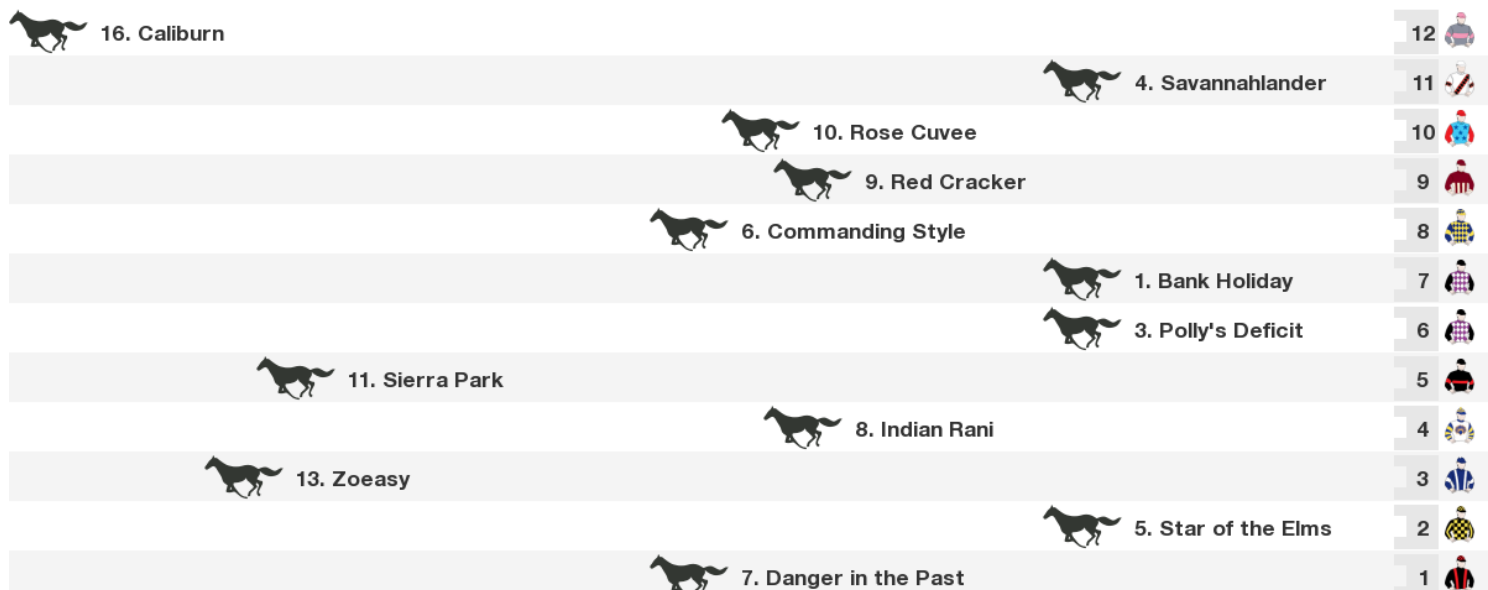 16. Caliburn 12
4. Savannahlander 11
10. Rose Cuvee 10
9. Red Cracker 9
6. Commanding Style 8
1. Bank Holiday 7
3. Polly's Deficit 6
11. Sierra Park 5
8. Indian Rani 4
13. Zoeasy 3
5. Star of the Elms 2
7. Danger in the Past 1